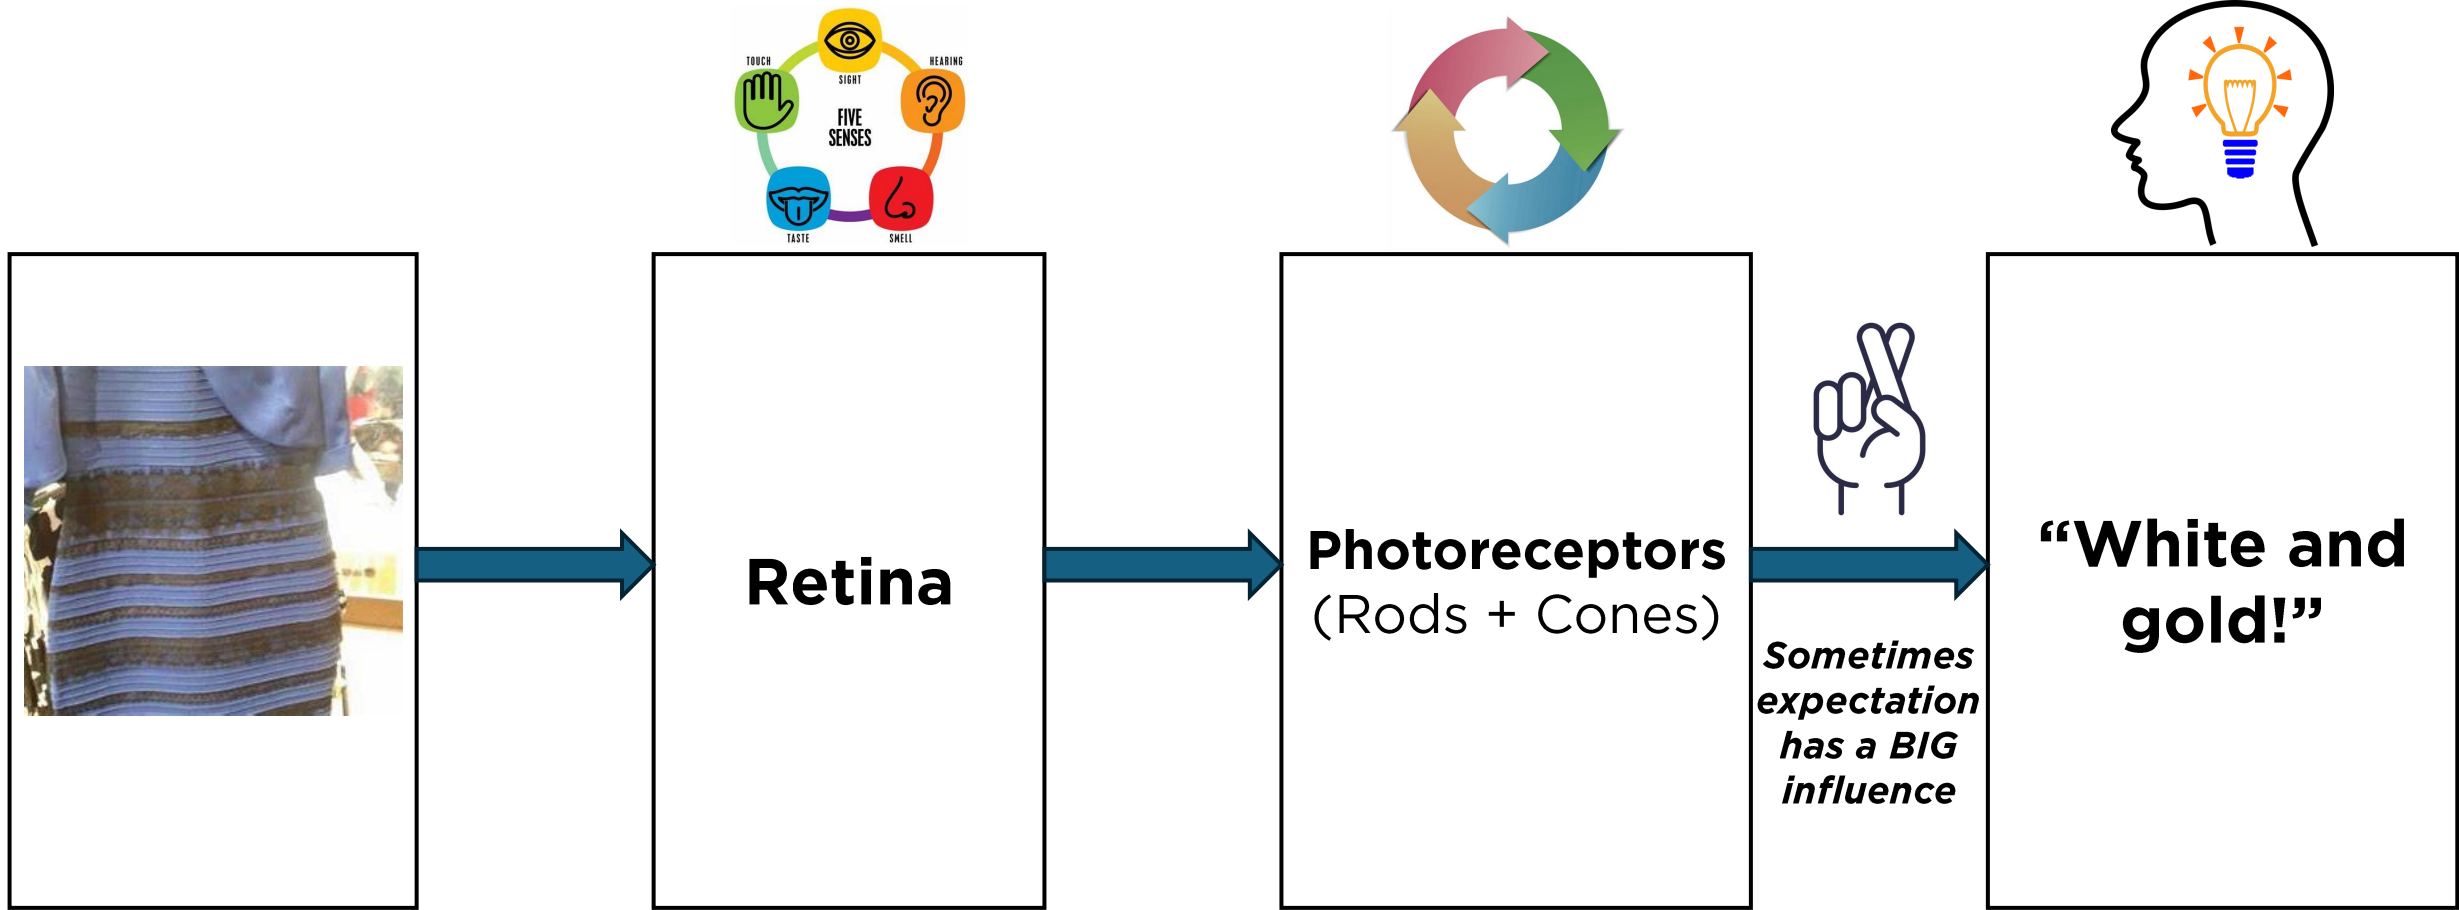 TOUCH
SIGHT
HEARING
FIVE
SENSES
TASTE
SMELL
Retina
Photoreceptors
(Rods + Cones)
Sometimes
expectation
has a BIG
influence
“White and
gold!”